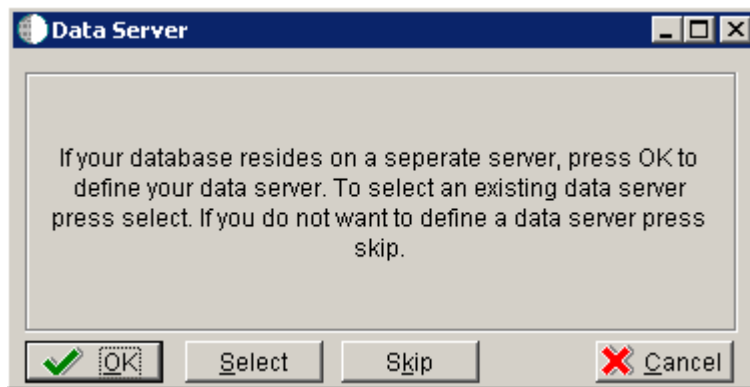 Data Server
If your database resides on a seperate server, press OK to
define your data server. To select an existing data server
press select. If you do not want to define a data server press
skip.
OK Select Skip Cancel